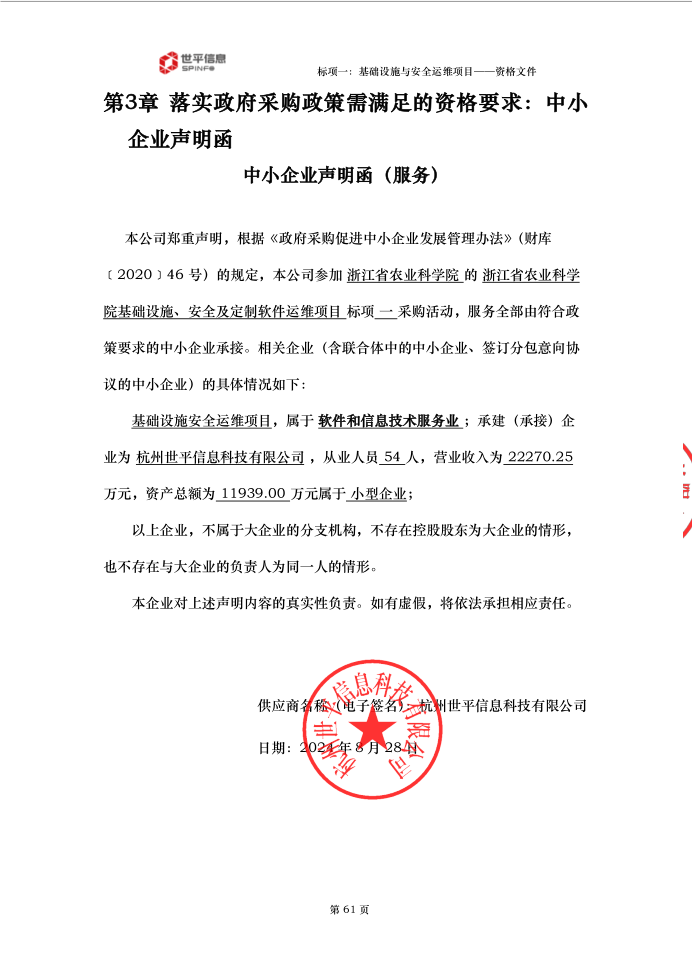 世平信息
SPINFO
标项一：基础设施与安全运维项目——资格文件
第3章 落实政府采购政策需满足的资格要求：中小
企业声明函
中小企业声明函（服务）
本公司郑重声明，根据《政府采购促进中小企业发展管理办法》（财库
﹝2020﹞46 号）的规定，本公司参加 浙江省农业科学院 的 浙江省农业科学
院基础设施、安全及定制软件运维项目 标项 一 采购活动，服务全部由符合政
策要求的中小企业承接。相关企业（含联合体中的中小企业、签订分包意向协
议的中小企业）的具体情况如下：
基础设施安全运维项目，属于 软件和信息技术服务业 ；承建（承接）企
业为 杭州世平信息科技有限公司 ，从业人员 54 人，营业收入为 22270.25
万元，资产总额为 11939.00 万元属于 小型企业；
以上企业，不属于大企业的分支机构，不存在控股股东为大企业的情形，
也不存在与大企业的负责人为同一人的情形。
本企业对上述声明内容的真实性负责。如有虚假，将依法承担相应责任。
供应商名称（电子签名）：杭州世平信息科技有限公司
日期：2024 年 8 月 28 日
杭州世平信息科技有限公司
第 61 页